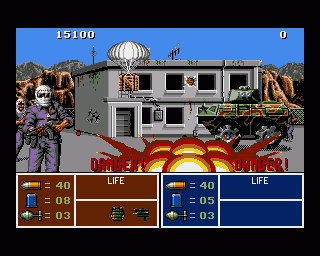 15100 0
DANGER! DANGER!
LIFE LIFE
= 40 = 40
= 08 = 05
= 03 = 03